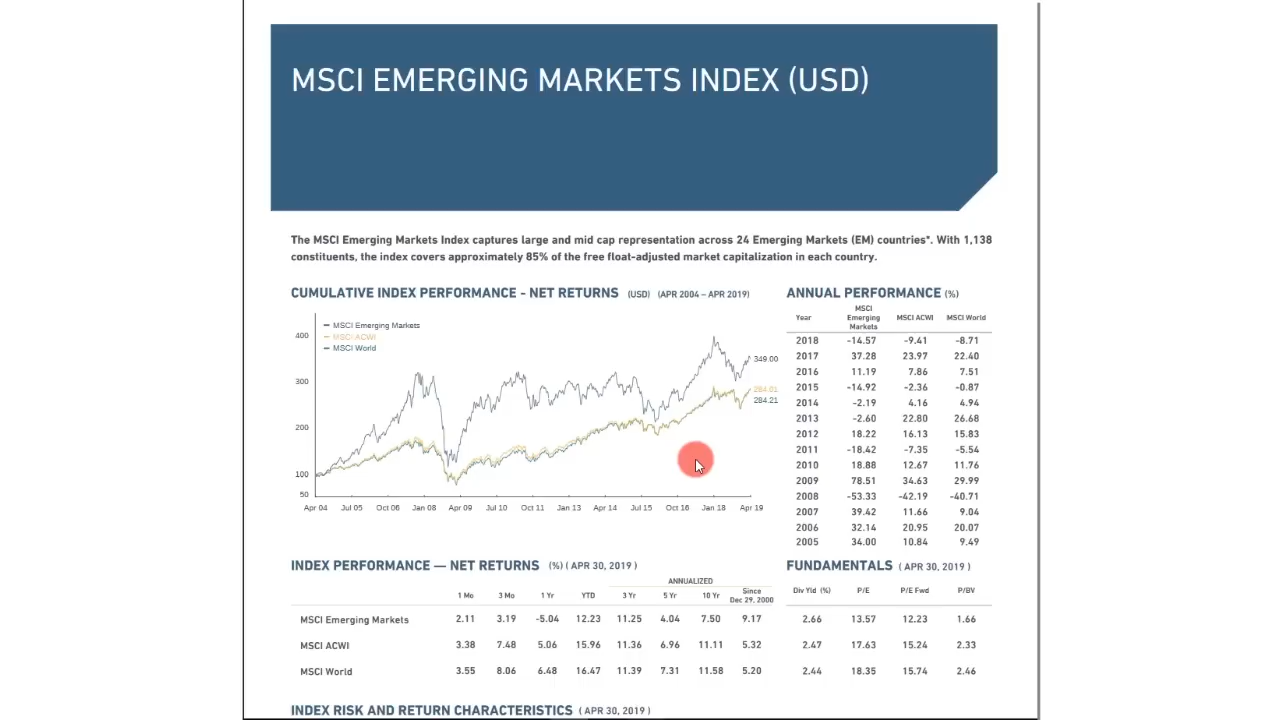 MSCI EMERGING MARKETS INDEX (USD)
The MSCI Emerging Markets Index captures large and mid cap representation across 24 Emerging Markets (EM) countries*. With 1,138
constituents, the index covers approximately 85% of the free float-adjusted market capitalization in each country.
CUMULATIVE INDEX PERFORMANCE - NET RETURNS (USD) (APR 2004 – APR 2019)
MSCI Emerging Markets
MSCI ACWI
MSCI World
400
300
200
100
50
349.00
284.01
284.21
Apr 04 Jul 05 Oct 06 Jan 08 Apr 09 Jul 10 Oct 11 Jan 13 Apr 14 Jul 15 Oct 16 Jan 18 Apr 19
ANNUAL PERFORMANCE (%)
Year MSCI Emerging Markets MSCI ACWI MSCI World
2018 -14.57 -9.41 -8.71
2017 37.28 23.97 22.40
2016 11.19 7.86 7.51
2015 -14.92 -2.36 -0.87
2014 -2.19 4.16 4.94
2013 -2.60 22.80 26.68
2012 18.22 16.13 15.83
2011 -18.42 -7.35 -5.54
2010 18.88 12.67 11.76
2009 78.51 34.63 29.99
2008 -53.33 -42.19 -40.71
2007 39.42 11.66 9.04
2006 32.14 20.95 20.07
2005 34.00 10.84 9.49
INDEX PERFORMANCE — NET RETURNS (%) ( APR 30, 2019 )
ANNUALIZED
1 Mo 3 Mo 1 Yr YTD 3 Yr 5 Yr 10 Yr Since Dec 29, 2000
MSCI Emerging Markets 2.11 3.19 -5.04 12.23 11.25 4.04 7.50 9.17
MSCI ACWI 3.38 7.48 5.06 15.96 11.36 6.96 11.11 5.32
MSCI World 3.55 8.06 6.48 16.47 11.39 7.31 11.58 5.20
FUNDAMENTALS ( APR 30, 2019 )
Div Yld (%) P/E P/E Fwd P/BV
2.66 13.57 12.23 1.66
2.47 17.63 15.24 2.33
2.44 18.35 15.74 2.46
INDEX RISK AND RETURN CHARACTERISTICS ( APR 30, 2019 )